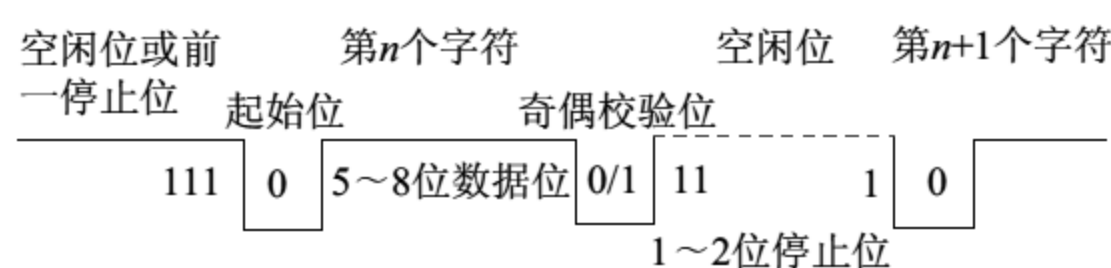 空闲位或前 第n个字符 空闲位 第n+1个字符
一停止位 起始位 奇偶校验位
111 0 5～8位数据位 0/1 11 1 0
1～2位停止位